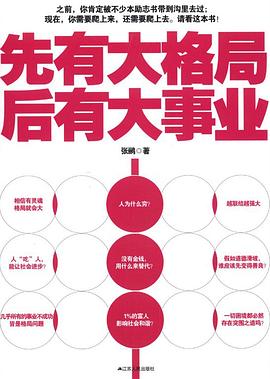 之前，你肯定被不少本励志书带到沟里去过；
现在，你需要爬上来，还需要爬上去。请看这本书！
先有大格局
后有大事业
张鹂◎著
相信有灵魂
格局就会大
人为什么穷？
越联结越强大
人“吃”人，
能让社会进步？
没有金钱，
用什么来替代？
假如道德滑坡，
谁应该先变得善良？
几乎所有的事业不成功
皆是格局问题
1%的富人
影响社会和谐？
一切困境都必然
存在突围之道吗？
江苏人民出版社